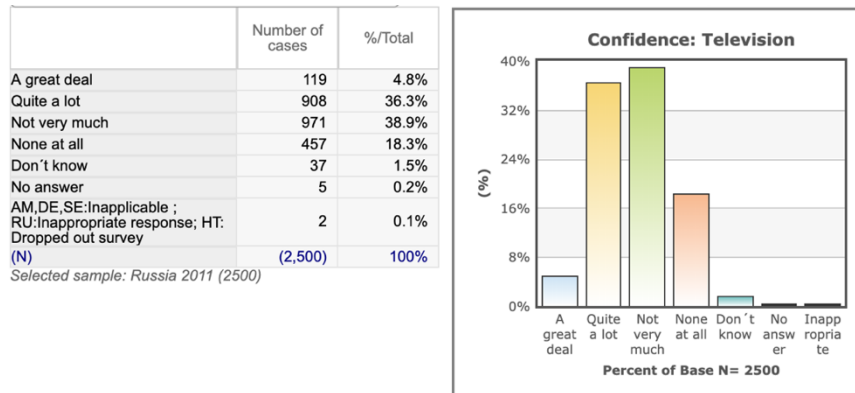 Number of
cases
%/Total
A great deal 119 4.8%
Quite a lot 908 36.3%
Not very much 971 38.9%
None at all 457 18.3%
Don´t know 37 1.5%
No answer 5 0.2%
AM,DE,SE:Inapplicable ;
RU:Inappropriate response; HT: 2 0.1%
Dropped out survey
(N) (2,500) 100%
Selected sample: Russia 2011 (2500)
Confidence: Television
40%
32%
24%
16%
8%
0%
(%)
A
great
deal
Quite
a lot
Not
very
much
None
at all
Don´t
know
No
answ
er
Inapp
ropria
te
Percent of Base N= 2500